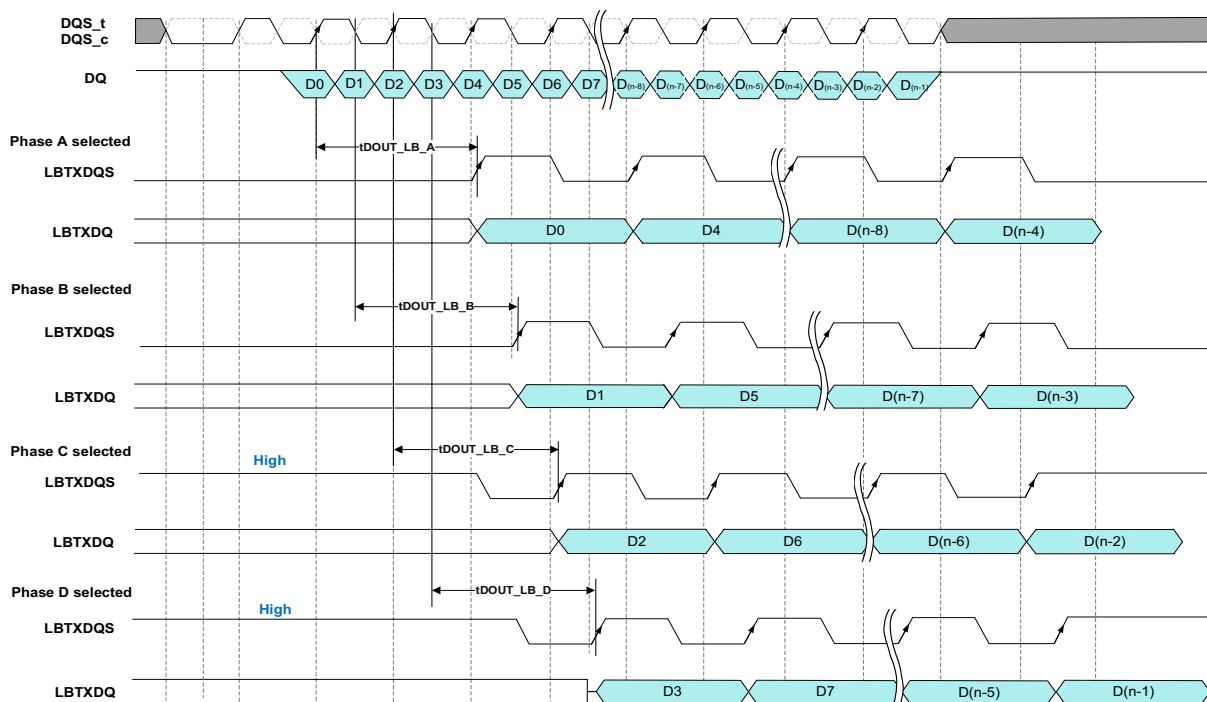 DQS_t
DQS_c
DQ
D0 D1 D2 D3 D4 D5 D6 D7 D(n-8) D(n-7) D(n-6) D(n-5) D(n-4) D(n-3) D(n-2) D(n-1)
Phase A selected
tDOUT_LB_A
LBTXDQS
LBTXDQ
D0 D4 D(n-8) D(n-4)
Phase B selected
tDOUT_LB_B
LBTXDQS
LBTXDQ
D1 D5 D(n-7) D(n-3)
Phase C selected
tDOUT_LB_C
High
LBTXDQS
LBTXDQ
D2 D6 D(n-6) D(n-2)
Phase D selected
tDOUT_LB_D
High
LBTXDQS
LBTXDQ
D3 D7 D(n-5) D(n-1)